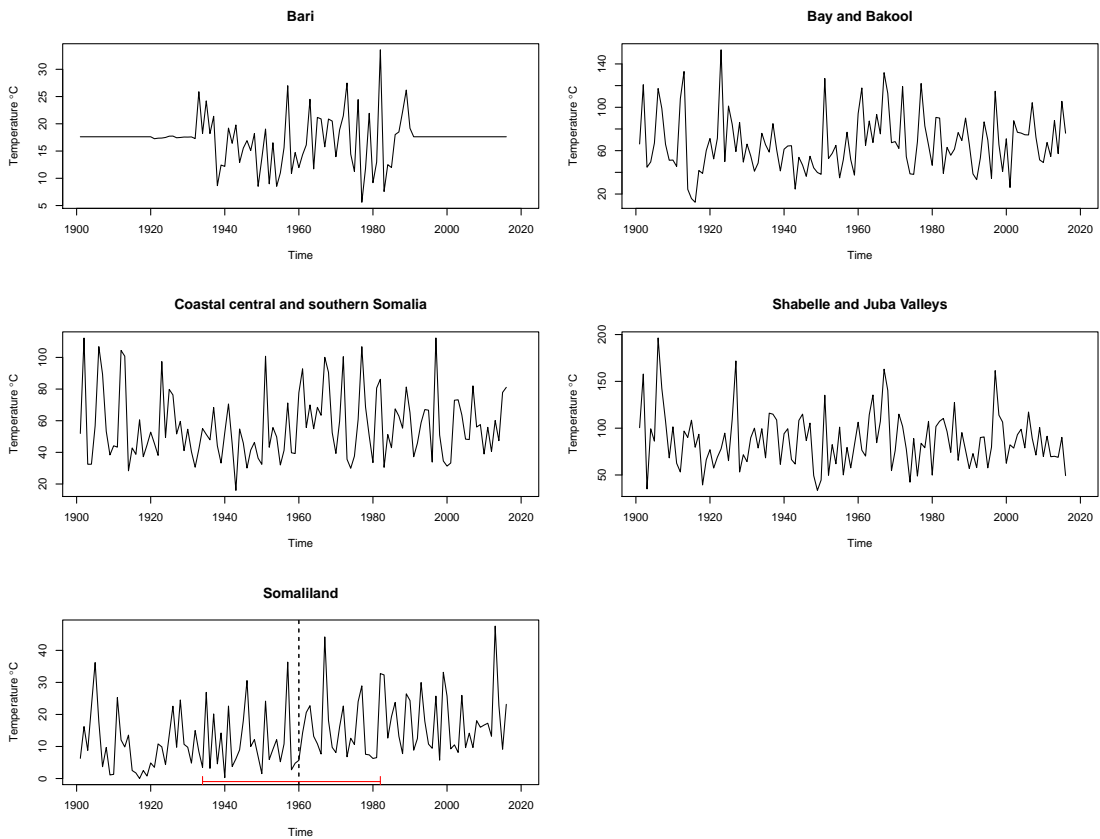 Bari
Temperature °C
5 10 15 20 25 30
1900 1920 1940 1960 1980 2000 2020
Time
Bay and Bakool
Temperature °C
20 60 100 140
1900 1920 1940 1960 1980 2000 2020
Time
Coastal central and southern Somalia
Temperature °C
20 40 60 80 100
1900 1920 1940 1960 1980 2000 2020
Time
Shabelle and Juba Valleys
Temperature °C
50 100 150 200
1900 1920 1940 1960 1980 2000 2020
Time
Somaliland
Temperature °C
0 10 20 30 40
1900 1920 1940 1960 1980 2000 2020
Time